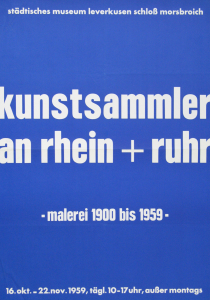 städtisches museum leverkusen schloß morsbroich
kunstsammler
an rhein + ruhr
- malerei 1900 bis 1959 -
16. okt. - 22. nov. 1959, tägl. 10-17 uhr, außer montags